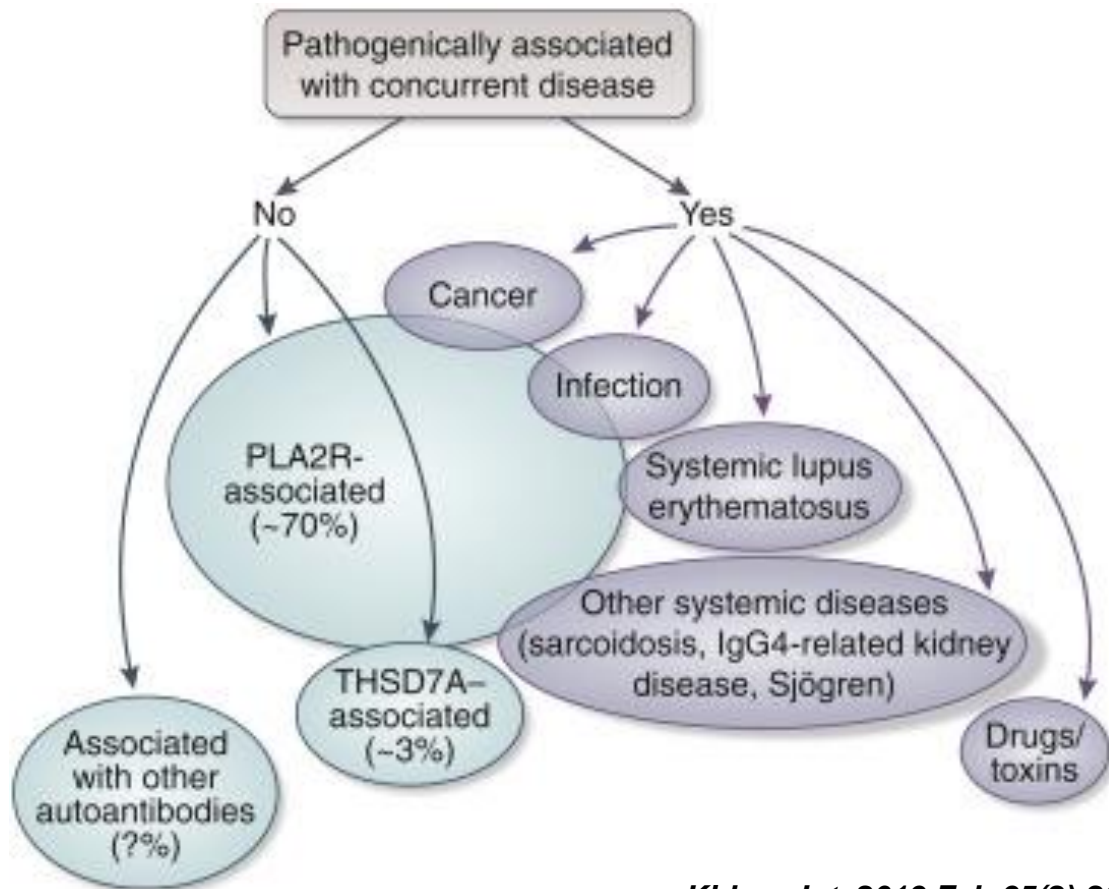 Pathogenically associated
with concurrent disease
No
Yes
Cancer
Infection
PLA2R-
associated
(~70%)
Systemic lupus
erythematosus
Other systemic diseases
(sarcoidosis, IgG4-related kidney
disease, Sjögren)
THSD7A–
associated
(~3%)
Drugs/
toxins
Associated
with other
autoantibodies
(?%)